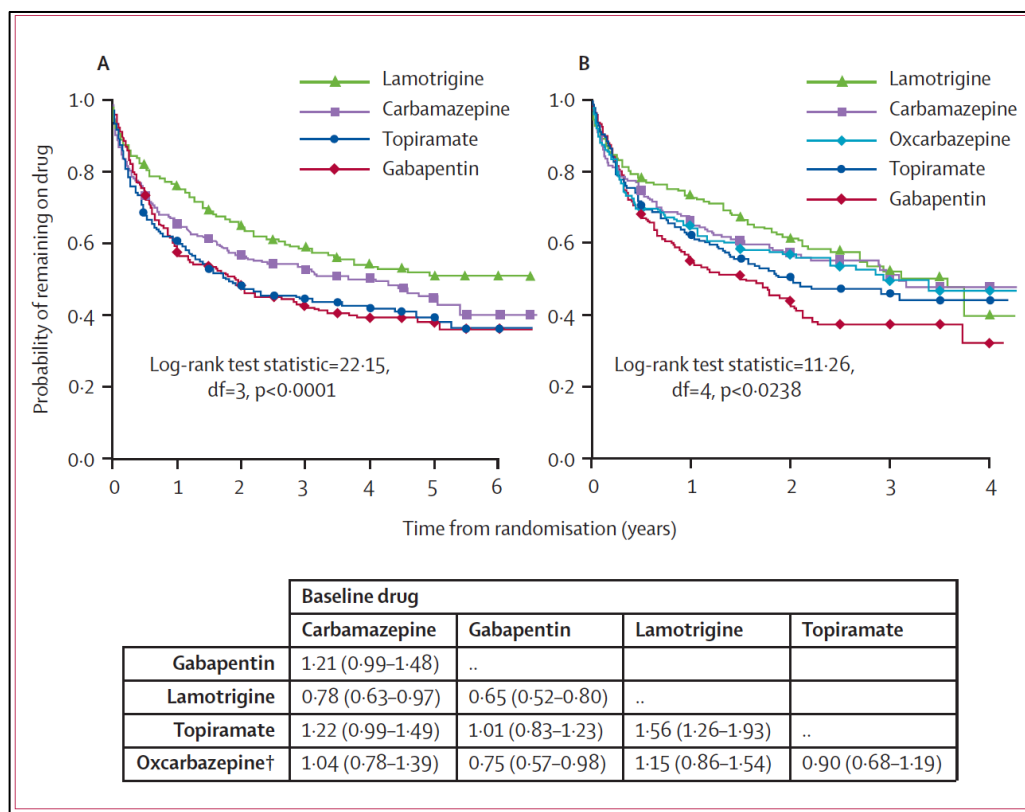 A
Lamotrigine
Carbamazepine
Topiramate
Gabapentin
1·0
0·8
0·6
0·4
0·2
0·0
Probability of remaining on drug
Log-rank test statistic=22·15,
df=3, p<0·0001
0 1 2 3 4 5 6
B
Lamotrigine
Carbamazepine
Oxcarbazepine
Topiramate
Gabapentin
1·0
0·8
0·6
0·4
0·2
0·0
Log-rank test statistic=11·26,
df=4, p<0·0238
0 1 2 3 4
Time from randomisation (years)
Baseline drug
Carbamazepine Gabapentin Lamotrigine Topiramate
Gabapentin 1·21 (0·99–1·48) ..
Lamotrigine 0·78 (0·63–0·97) 0·65 (0·52–0·80) ..
Topiramate 1·22 (0·99–1·49) 1·01 (0·83–1·23) 1·56 (1·26–1·93) ..
Oxcarbazepine† 1·04 (0·78–1·39) 0·75 (0·57–0·98) 1·15 (0·86–1·54) 0·90 (0·68–1·19)